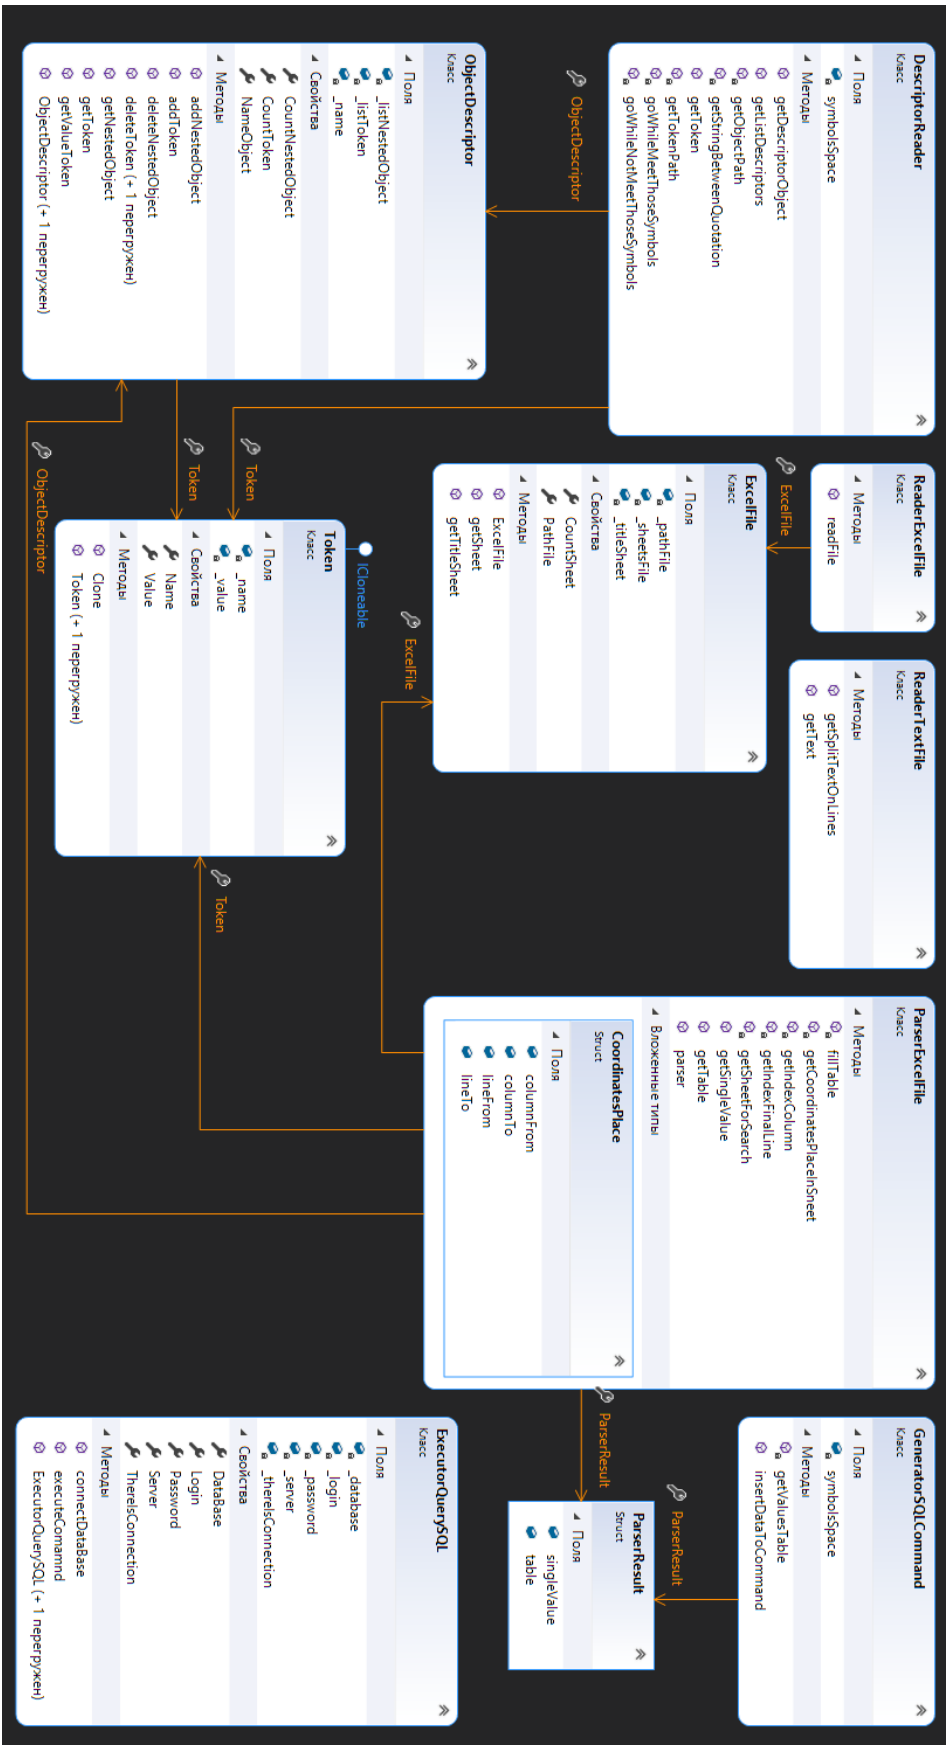 DescriptorReader
Класс
Поля
symbolsSpace
Методы
getDescriptorObject
getListDescriptors
getObjectPath
getStringBetweenQuotation
getToken
getTokenPath
goWhileMeetThoseSymbols
goWhileNotMeetThoseSymbols
ReaderExcelFile
Класс
Методы
readFile
ReaderTextFile
Класс
Методы
getSplitTextOnLines
getText
ParserExcelFile
Класс
Методы
fillTable
getCoordinatesPlaceInSneet
getIndexColumn
getIndexFinalLine
getSheetForSearch
getSingleValue
getTable
parser
Вложенные типы
CoordinatesPlace
Struct
Поля
columnFrom
columnTo
lineFrom
lineTo
GeneratorSQLCommand
Класс
Поля
symbolsSpace
Методы
getValuesTable
insertDataToCommand
ObjectDescriptor
ExcelFile
ParserResult
ParserResult
ObjectDescriptor
Класс
Поля
_listNestedObject
_listToken
_name
Свойства
CountNestedObject
CountToken
NameObject
Методы
addNestedObject
addToken
deleteNestedObject
deleteToken (+ 1 перегружен)
getNestedObject
getToken
getValueToken
ObjectDescriptor (+ 1 перегружен)
ExcelFile
Класс
Поля
_pathFile
_sheetsFile
_titleSheet
Свойства
CountSheet
PathFile
Методы
ExcelFile
getSheet
getTitleSheet
ParserResult
Struct
Поля
singleValue
table
ExcelFile
Token
Token
Token
ICloneable
Token
Класс
Поля
_name
_value
Свойства
Name
Value
Методы
Clone
Token (+ 1 перегружен)
ObjectDescriptor
ExecutorQuerySQL
Класс
Поля
_database
_login
_password
_server
_thereIsConnection
Свойства
DataBase
Login
Password
Server
ThereIsConnection
Методы
connectDataBase
executeComamnd
ExecutorQuerySQL (+ 1 перегружен)